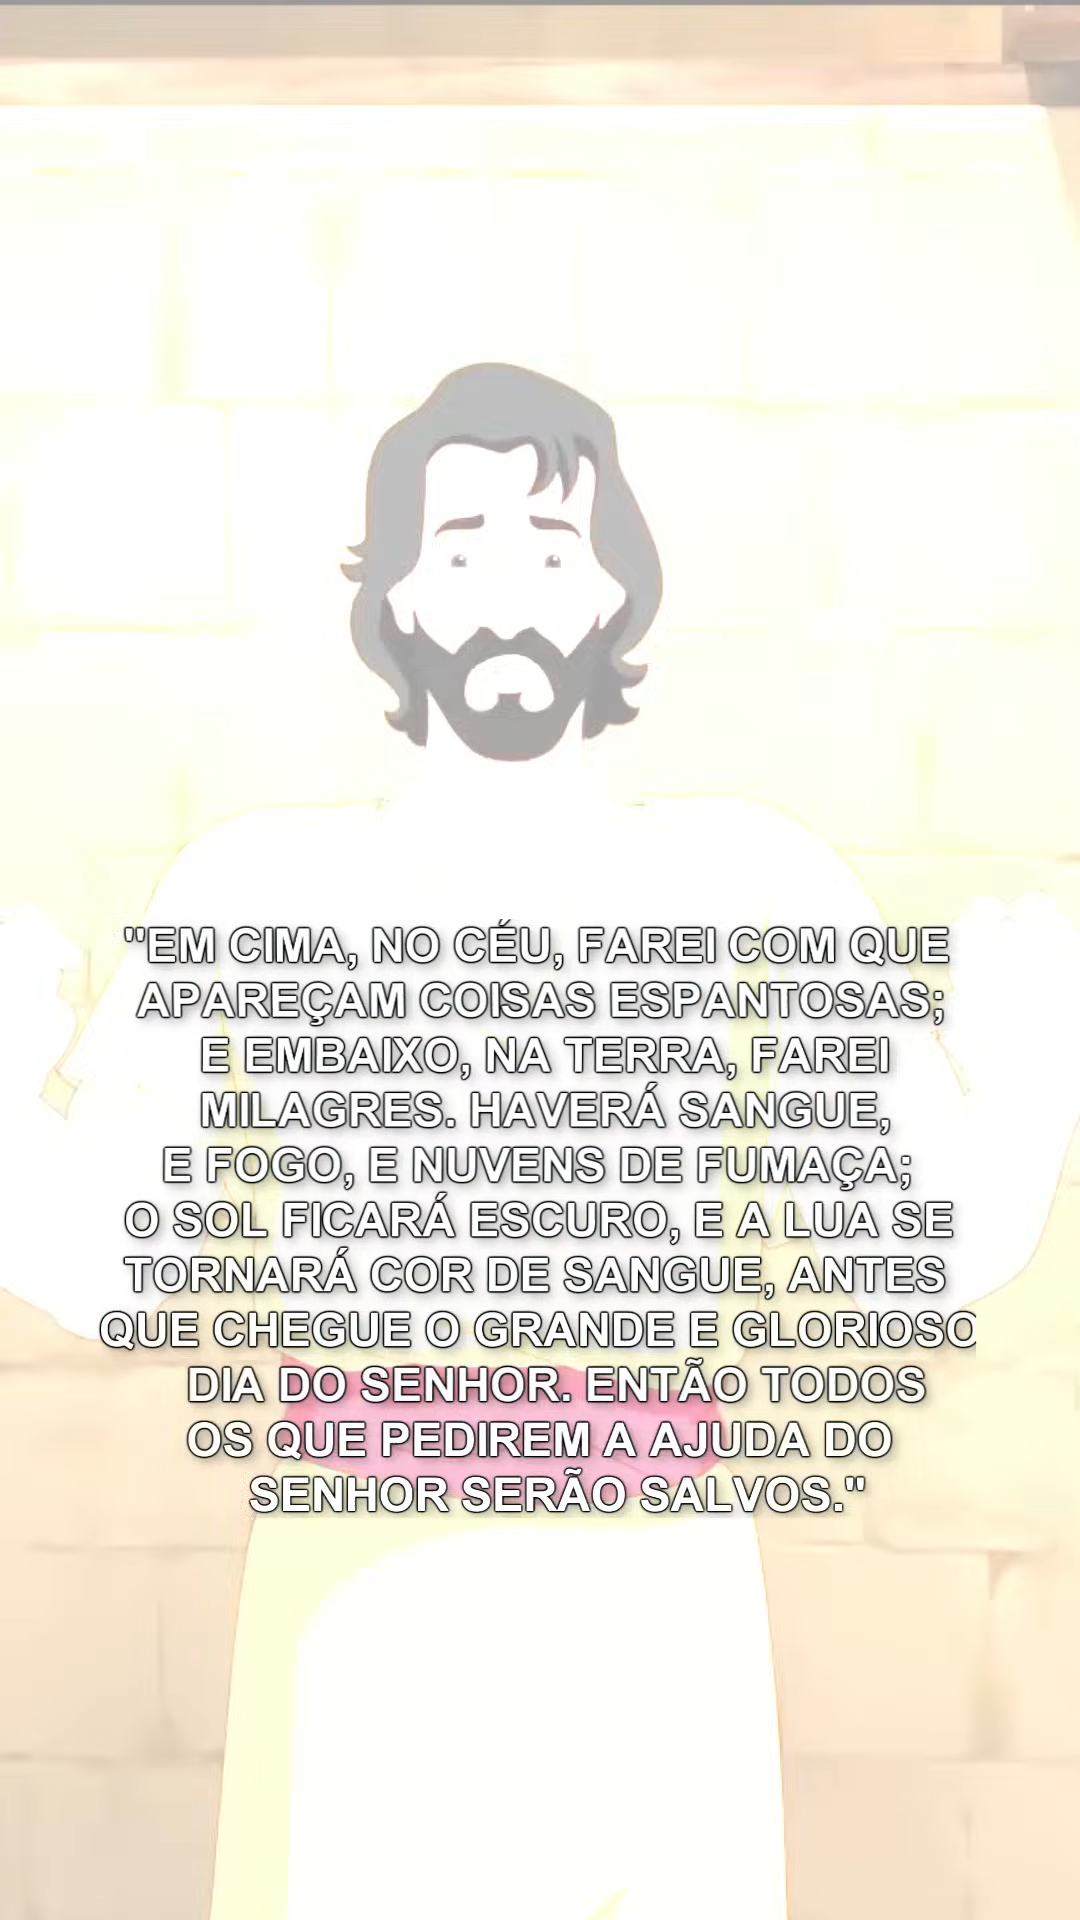 "EM CIMA, NO CÉU, FAREI COM QUE
APAREÇAM COISAS ESPANTOSAS;
E EMBAIXO, NA TERRA, FAREI
MILAGRES. HAVERÁ SANGUE,
E FOGO, E NUVENS DE FUMAÇA;
O SOL FICARÁ ESCURO, E A LUA SE
TORNARÁ COR DE SANGUE, ANTES
QUE CHEGUE O GRANDE E GLORIOSO
DIA DO SENHOR. ENTÃO TODOS
OS QUE PEDIREM A AJUDA DO
SENHOR SERÃO SALVOS."